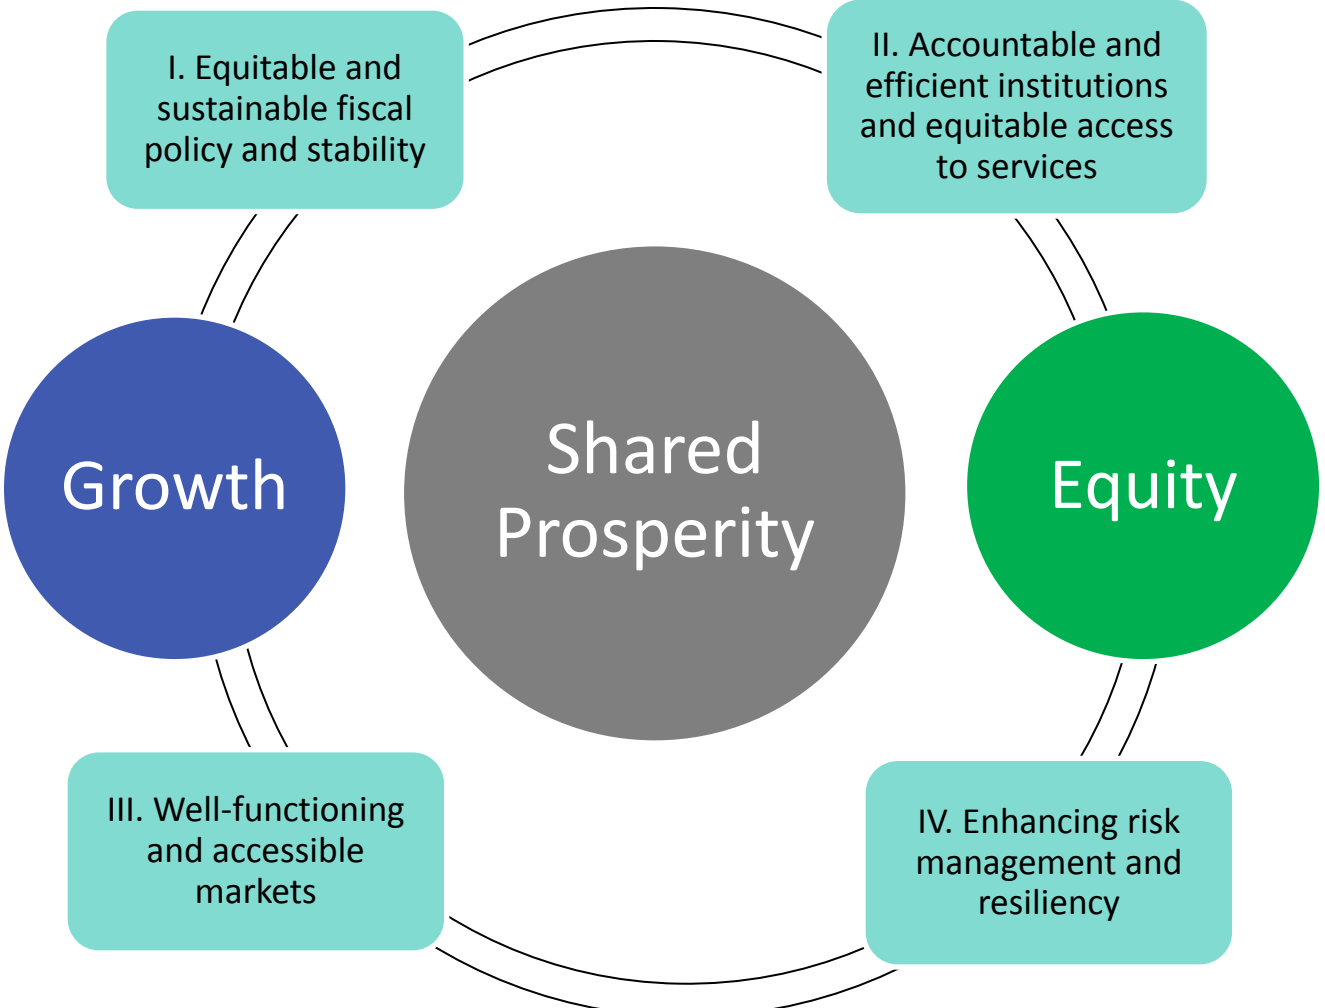 I. Equitable and
sustainable fiscal
policy and stability
II. Accountable and
efficient institutions
and equitable access
to services
Growth
Shared
Prosperity
Equity
III. Well-functioning
and accessible
markets
IV. Enhancing risk
management and
resiliency